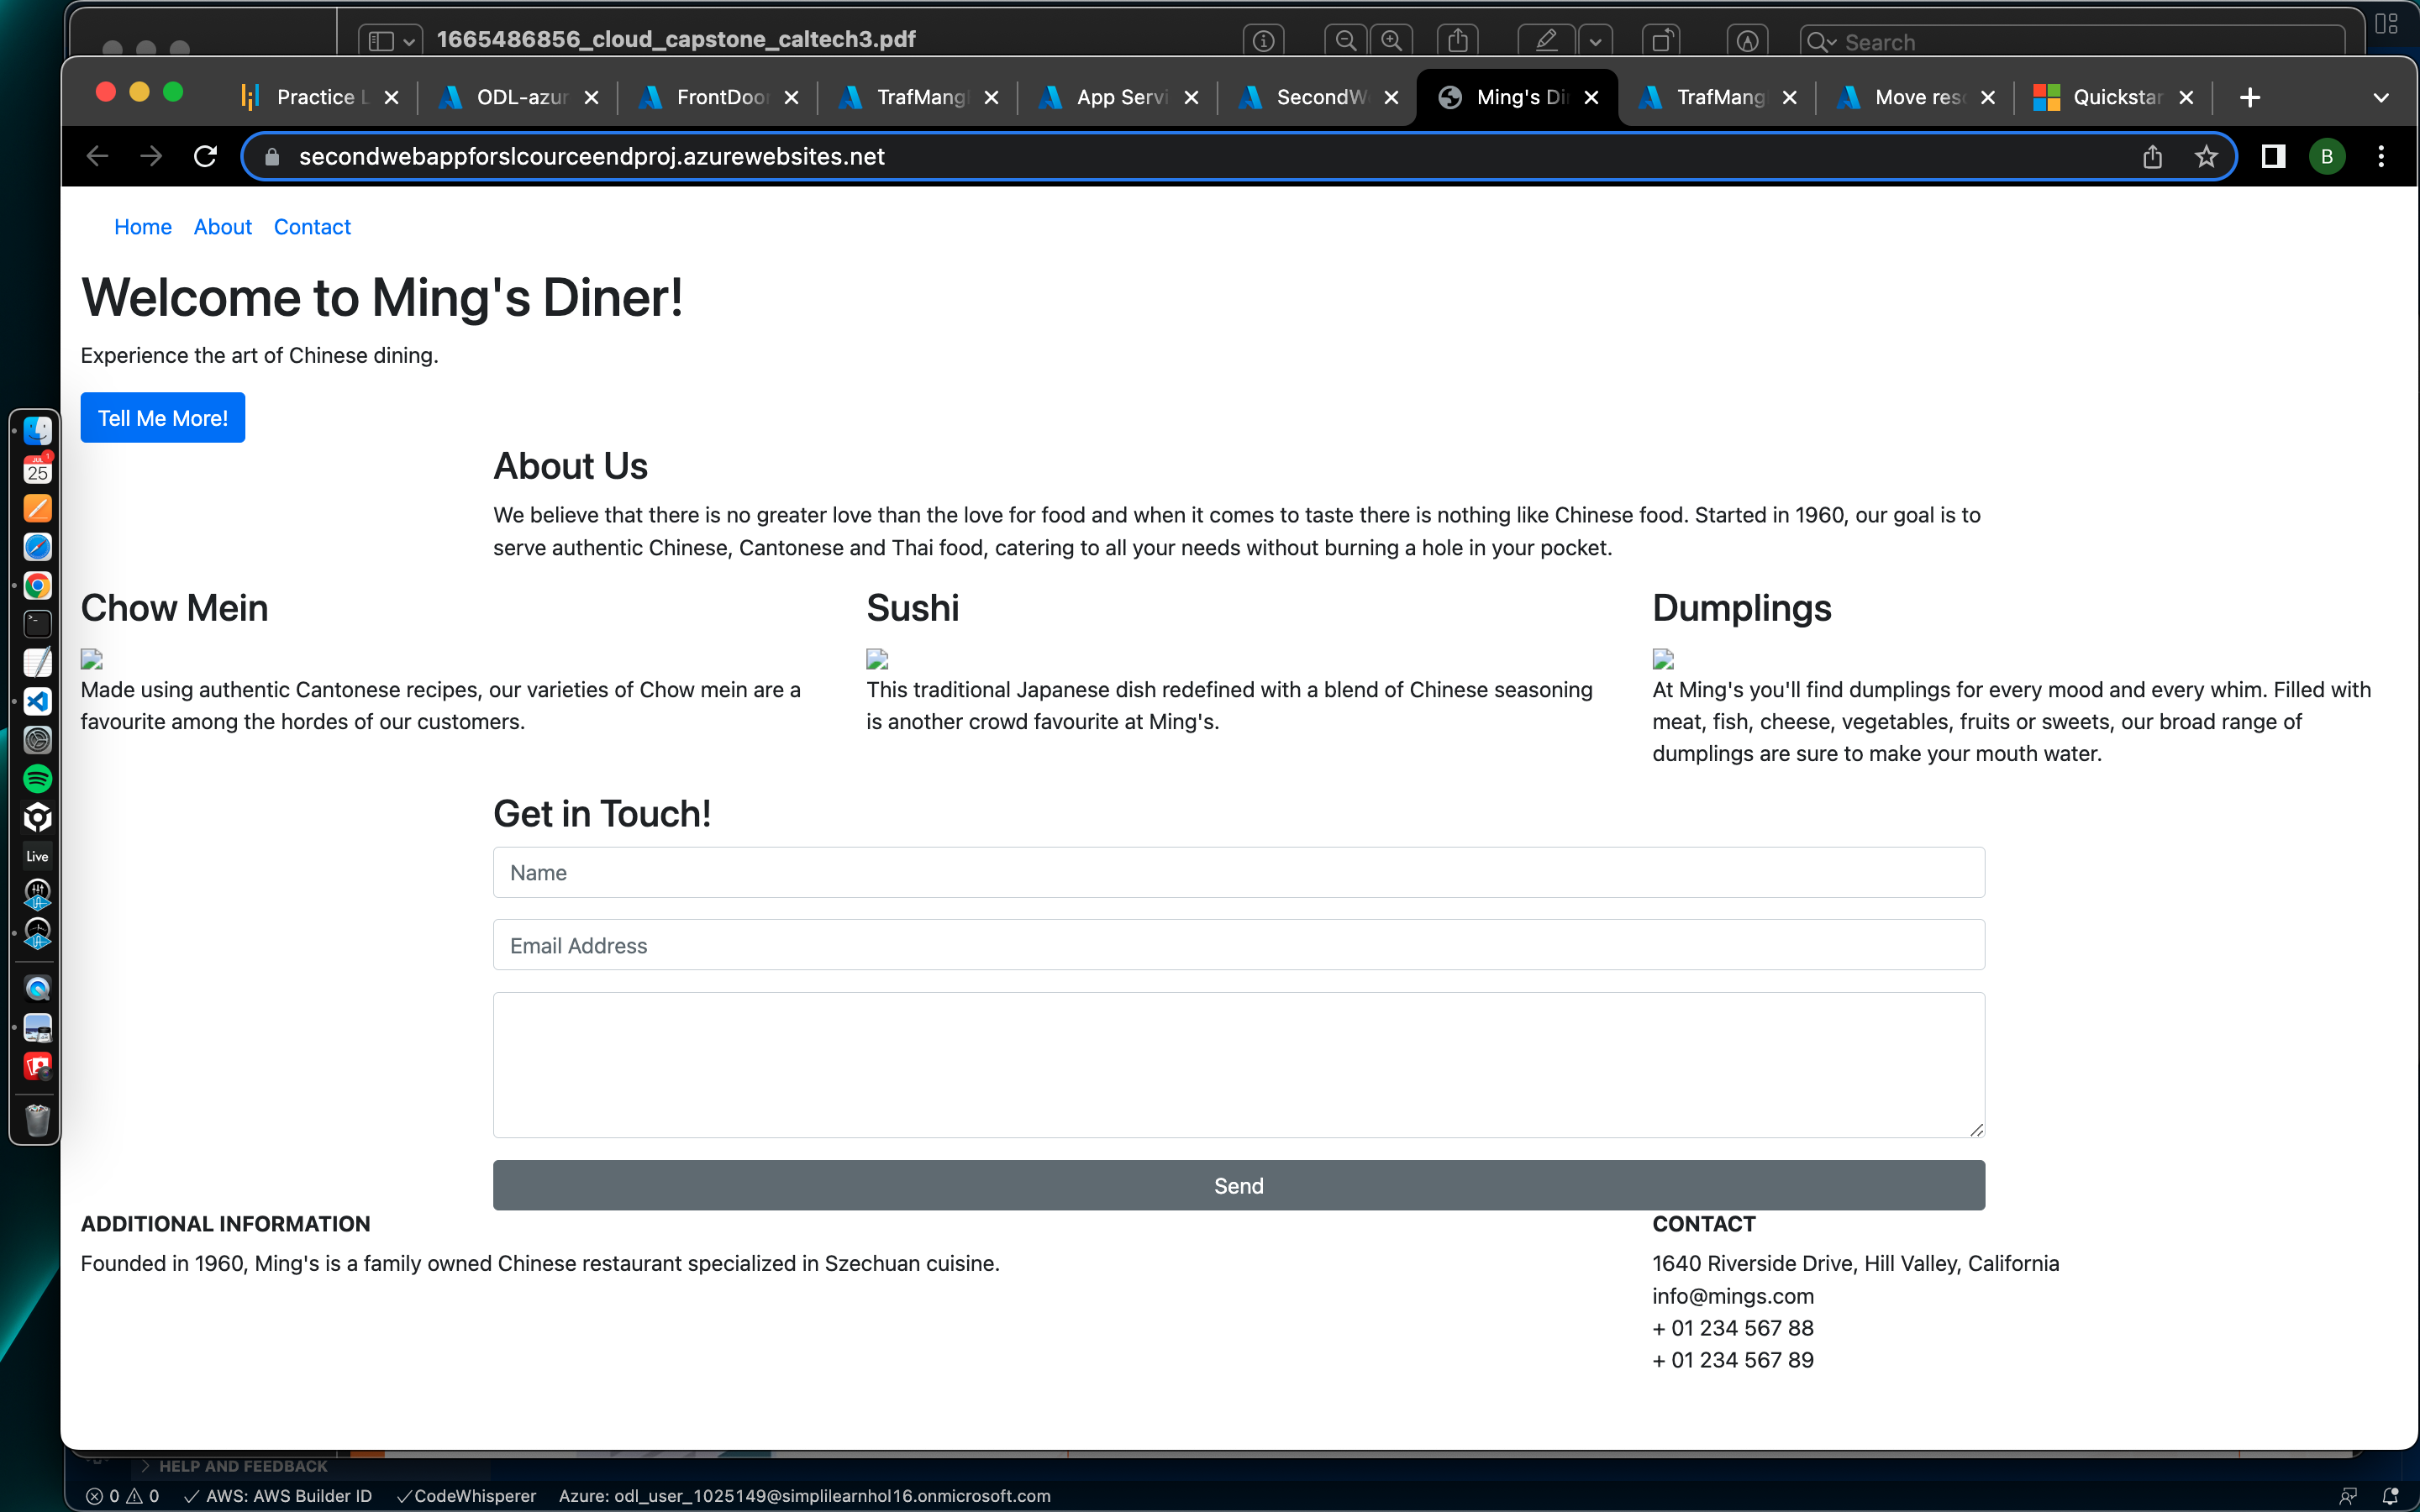 1665486856_cloud_capstone_caltech3.pdf
Search
Practice L
ODL-azur
FrontDoor
TrafMang
App Servi
SecondW
Ming's Di
TrafMang
Move reso
Quickstar
secondwebappforslcourceendproj.azurewebsites.net
B
Home About Contact
Welcome to Ming's Diner!
Experience the art of Chinese dining.
Tell Me More!
About Us
We believe that there is no greater love than the love for food and when it comes to taste there is nothing like Chinese food. Started in 1960, our goal is to
serve authentic Chinese, Cantonese and Thai food, catering to all your needs without burning a hole in your pocket.
Chow Mein
Made using authentic Cantonese recipes, our varieties of Chow mein are a
favourite among the hordes of our customers.
Sushi
This traditional Japanese dish redefined with a blend of Chinese seasoning
is another crowd favourite at Ming's.
Dumplings
At Ming's you'll find dumplings for every mood and every whim. Filled with
meat, fish, cheese, vegetables, fruits or sweets, our broad range of
dumplings are sure to make your mouth water.
Get in Touch!
Name
Email Address
Send
ADDITIONAL INFORMATION
Founded in 1960, Ming's is a family owned Chinese restaurant specialized in Szechuan cuisine.
CONTACT
1640 Riverside Drive, Hill Valley, California
info@mings.com
+ 01 234 567 88
+ 01 234 567 89
JUL 1
25
Live
HELP AND FEEDBACK
0 0 AWS: AWS Builder ID CodeWhisperer Azure: odl_user_1025149@simplilearnhol16.onmicrosoft.com